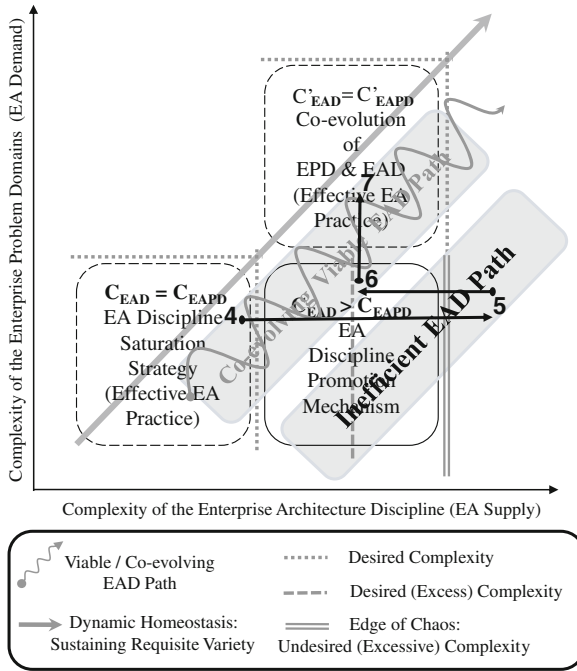 Complexity of the Enterprise Problem Domains (EA Demand)
C'EAD = C'EAPD
Co-evolution
of
EPD & EAD
(Effective EA
Practice)
7
Co-evolving Viable EAD Path
6
5
4
CEAD = CEAPD
EA Discipline
Saturation
Strategy
(Effective EA
Practice)
CEAD > CEAPD
EA
Discipline
Promotion
Mechanism
Inefficient EAD Path
Complexity of the Enterprise Architecture Discipline (EA Supply)
Viable / Co-evolving
EAD Path
Dynamic Homeostasis:
Sustaining Requisite Variety
Desired Complexity
Desired (Excess) Complexity
Edge of Chaos:
Undesired (Excessive) Complexity